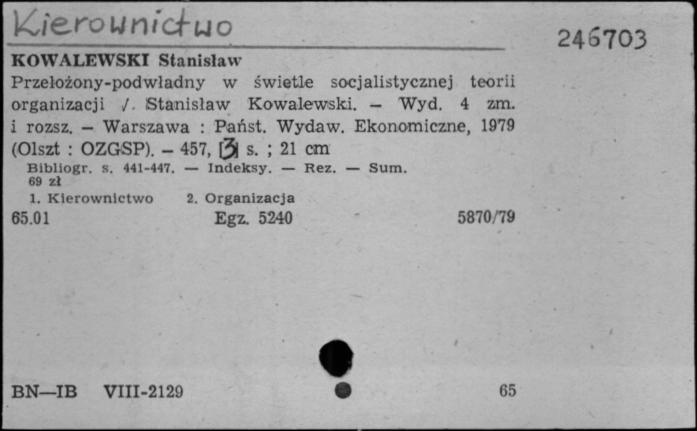 Kierownictwo
246703
KOWALEWSKI Stanisław
Przełożony-podwładny w świetle socjalistycznej teorii
organizacji /. Stanisław Kowalewski. — Wyd. 4 zm.
i rozsz. — Warszawa : Państ. Wydaw. Ekonomiczne, 1979
(Olszt : OZGSP). — 457, [3] s. ; 21 cm
Bibliogr. s. 441-447. — Indeksy. — Rez. — Sum.
69 zł
1. Kierownictwo 2. Organizacja
65.01 Egz. 5240 5870/79
BN—IB VIII-2129 65